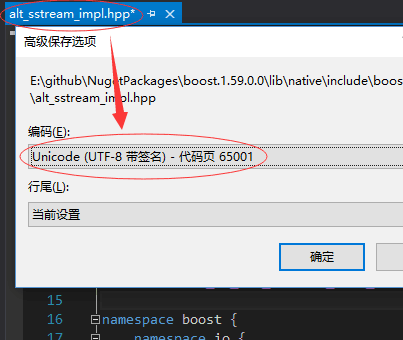 alt_sstream_impl.hpp*
高级保存选项
E:\github\NugetPackages\boost.1.59.0.0\lib\native\include\boost
\alt_sstream_impl.hpp
编码(E):
Unicode (UTF-8 带签名) - 代码页 65001
行尾(L):
当前设置
确定
15
16 namespace boost {
17 namespace io {